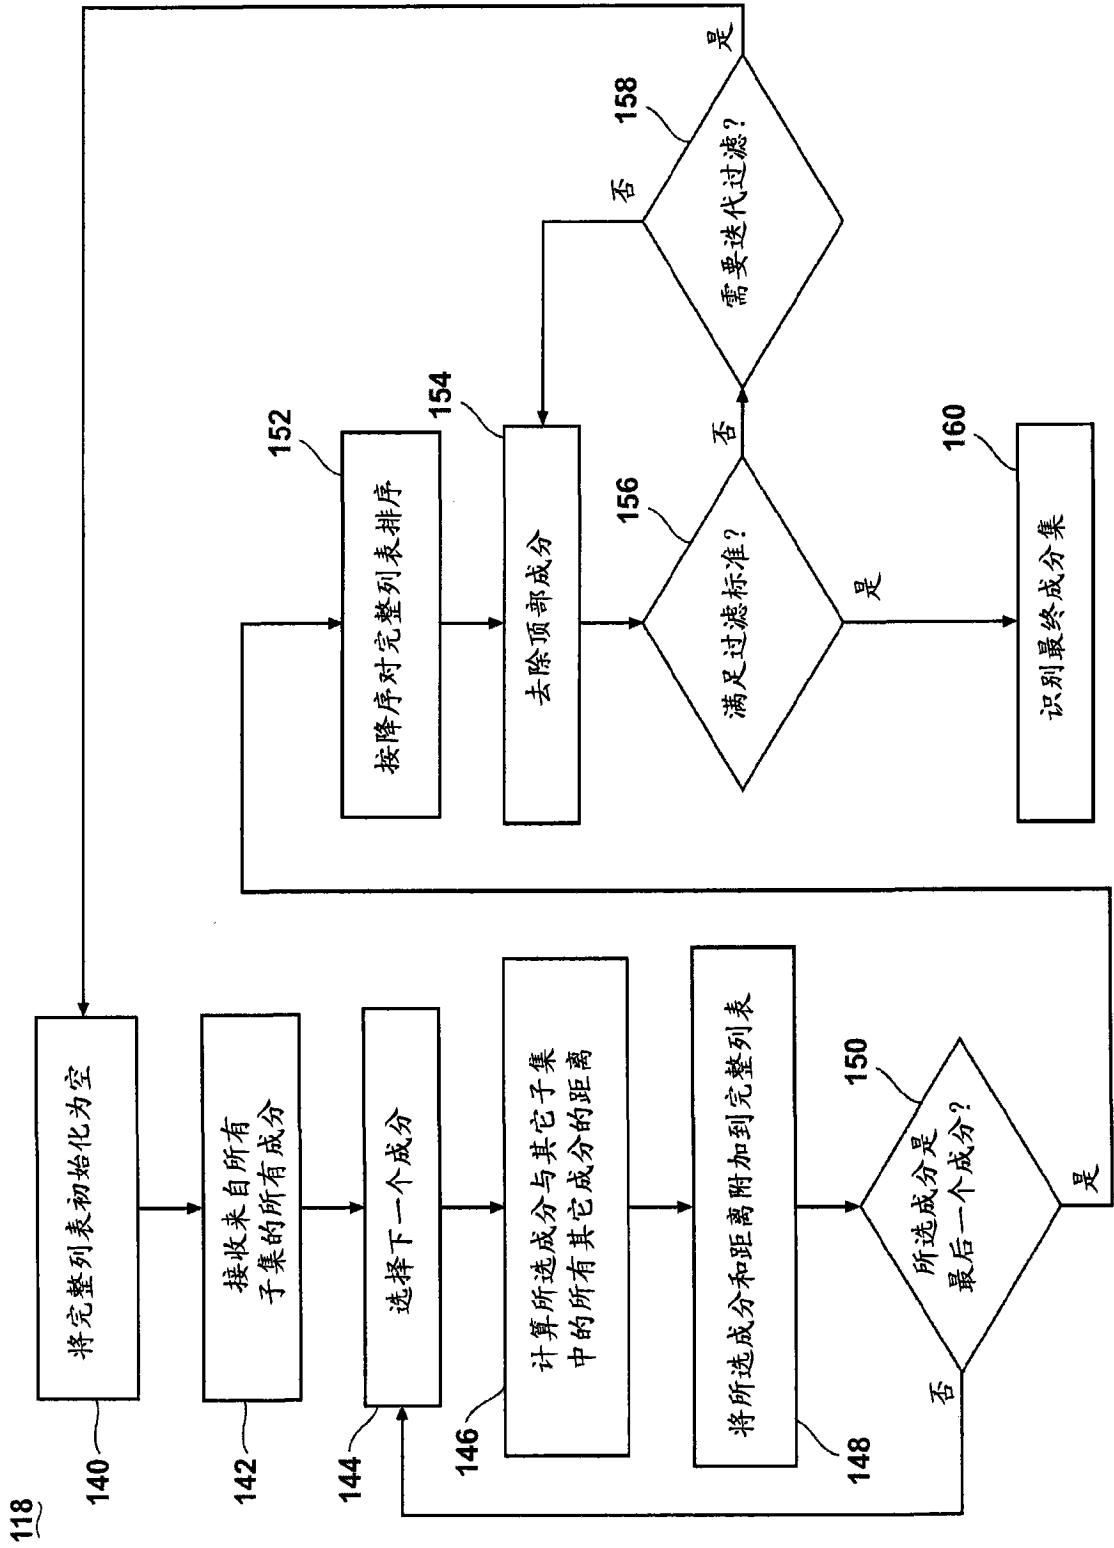 118
140
将完整列表初始化为空
142
接收来自所有
子集的所有成分
144
选择下一个成分
146
计算所选成分与其它子集
中的所有其它成分的距离
148
将所选成分和距离附加到完整列表
150
所选成分是
最后一个成分?
否
是
152
按降序对完整列表排序
154
去除顶部成分
156
满足过滤标准?
否
是
158
需要迭代过滤?
否
是
160
识别最终成分集